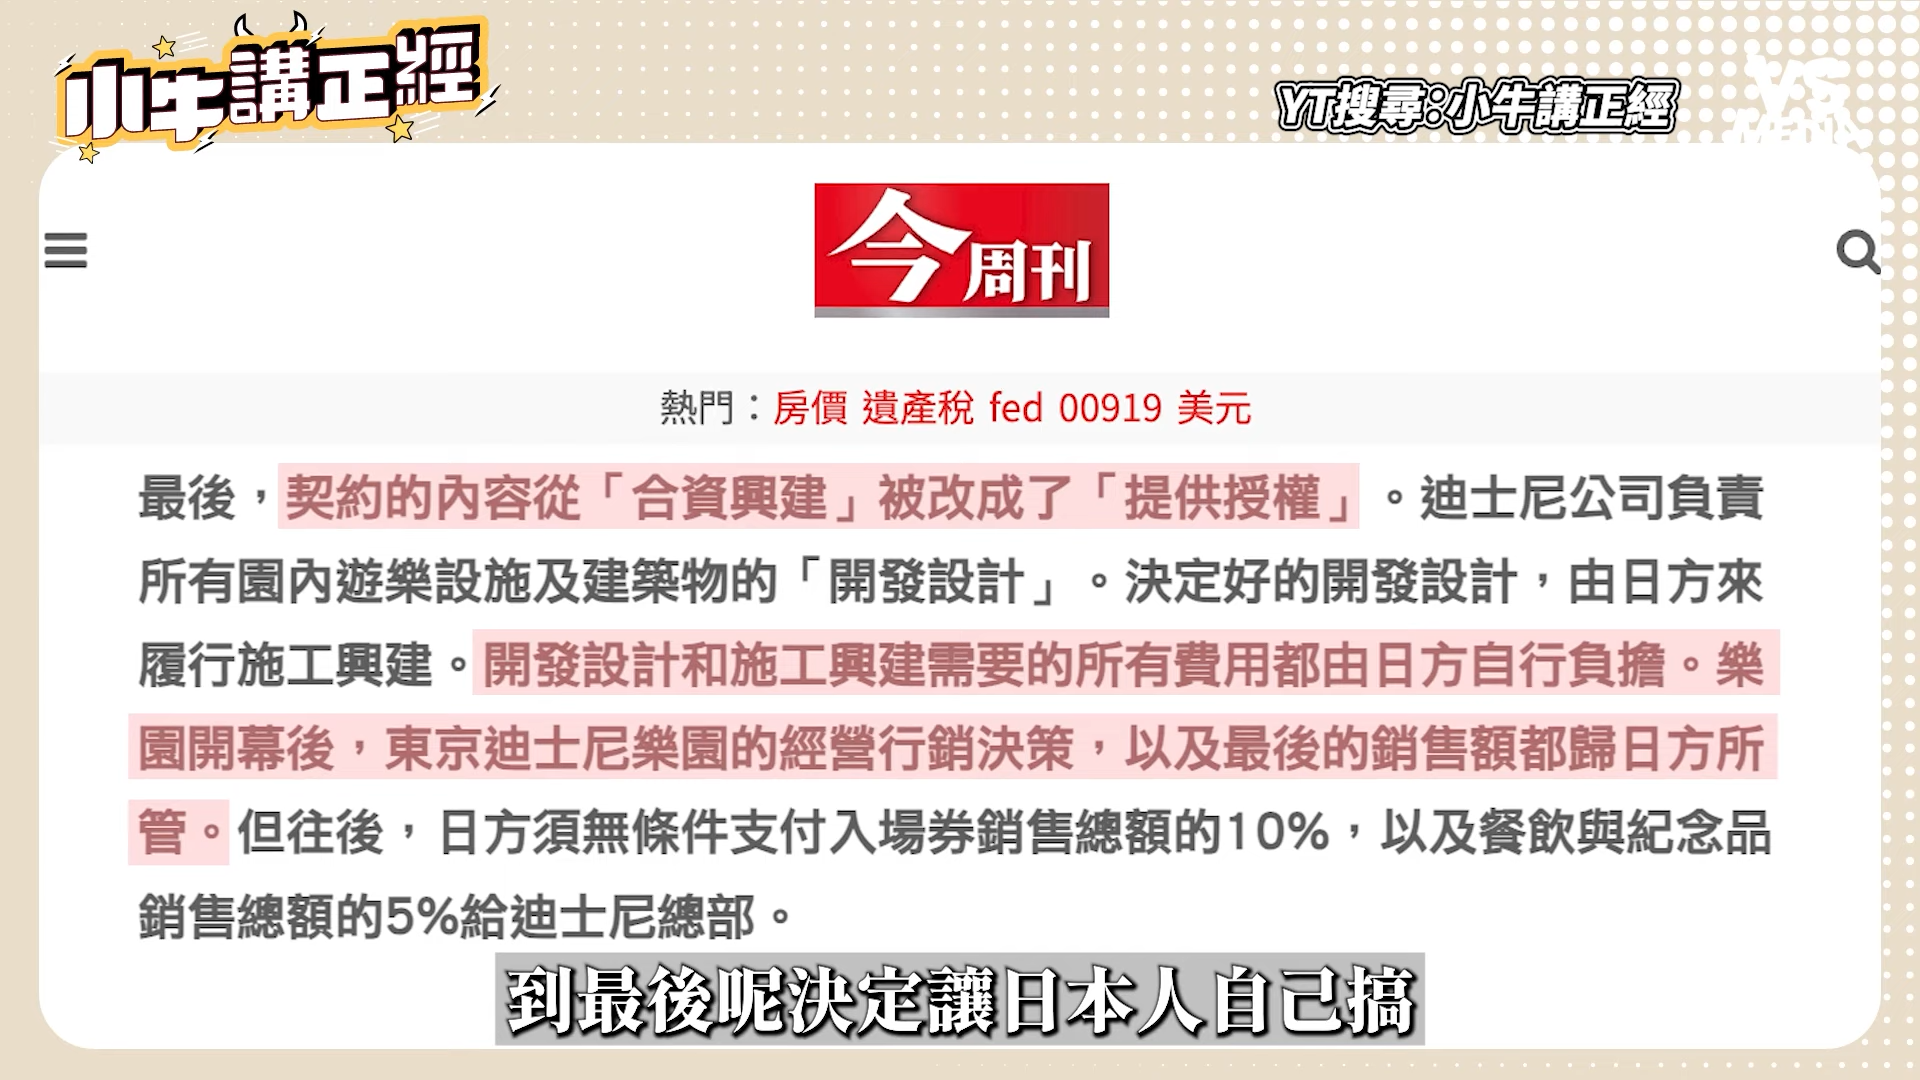 小牛講正經
YT搜尋:小牛講正經
VS
MEDIA
今周刊
熱門：房價 遺產稅 fed 00919 美元
最後，契約的內容從「合資興建」被改成了「提供授權」。迪士尼公司負責
所有園內遊樂設施及建築物的「開發設計」。決定好的開發設計，由日方來
履行施工興建。開發設計和施工興建需要的所有費用都由日方自行負擔。樂
園開幕後，東京迪士尼樂園的經營行銷決策，以及最後的銷售額都歸日方所
管。但往後，日方須無條件支付入場券銷售總額的10%，以及餐飲與紀念品
銷售總額的5%給迪士尼總部。
到最後呢決定讓日本人自己搞